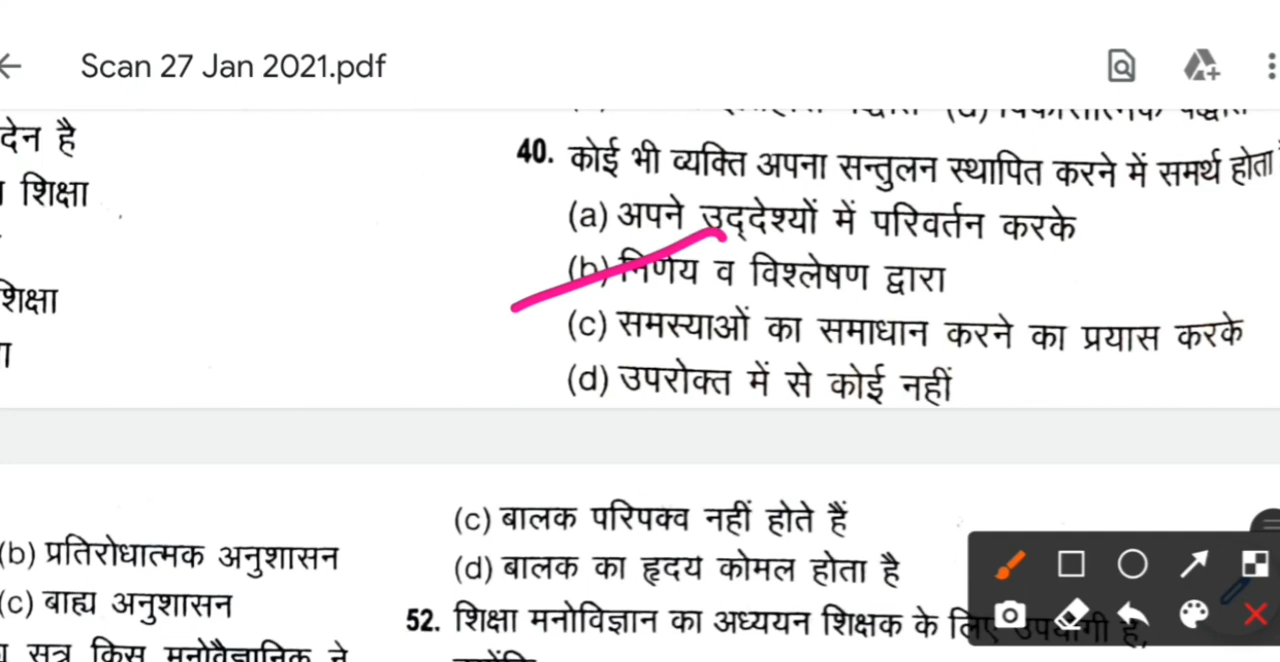 Scan 27 Jan 2021.pdf
देन है
शिक्षा
शिक्षा
40. कोई भी व्यक्ति अपना सन्तुलन स्थापित करने में समर्थ होता
(a) अपने उद्देश्यों में परिवर्तन करके
(b) निर्णय व विश्लेषण द्वारा
(c) समस्याओं का समाधान करने का प्रयास करके
(d) उपरोक्त में से कोई नहीं
(b) प्रतिरोधात्मक अनुशासन
(c) बाह्य अनुशासन
सूत्र किस मनोवैज्ञानिक ने
(c) बालक परिपक्व नहीं होते हैं
(d) बालक का हृदय कोमल होता है
52. शिक्षा मनोविज्ञान का अध्ययन शिक्षक के लिए उपयोगी है,